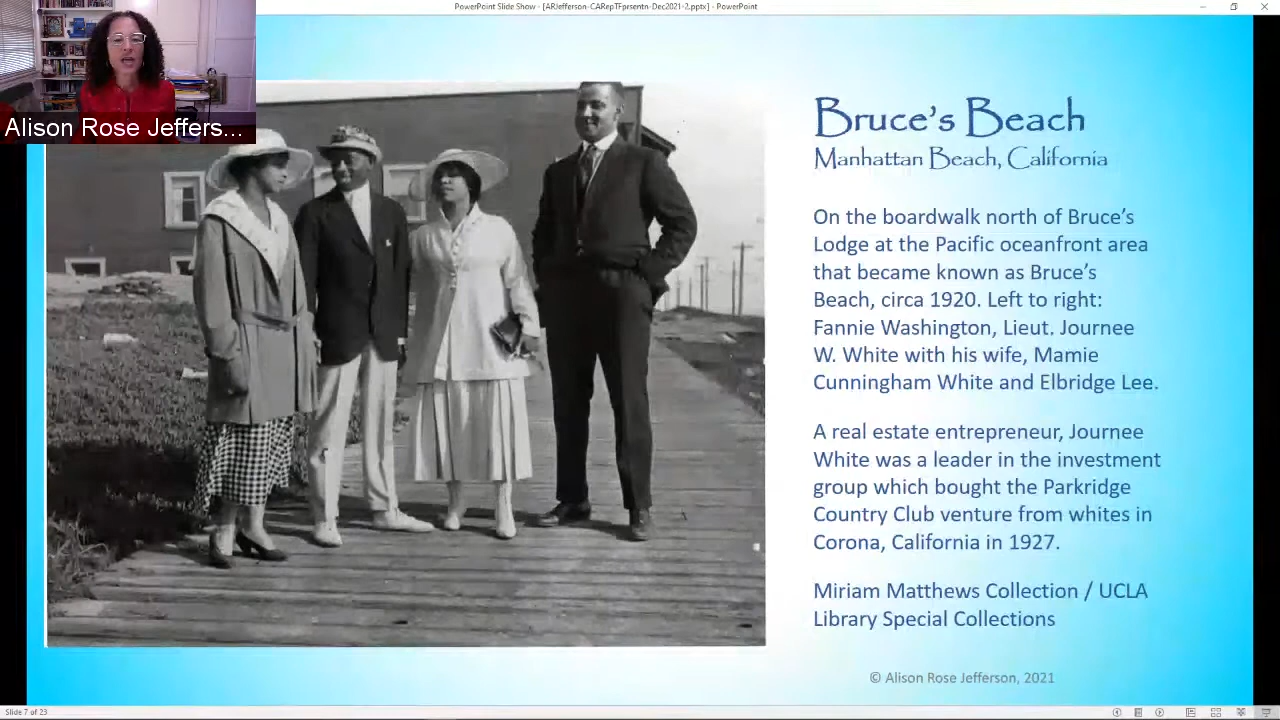 PowerPoint Slide Show - [ARJefferson-CARepTFprsentn-Dec2021-2.pptx] - PowerPoint
Alison Rose Jeffers...
Bruce's Beach
Manhattan Beach, California
On the boardwalk north of Bruce's
Lodge at the Pacific oceanfront area
that became known as Bruce's
Beach, circa 1920. Left to right:
Fannie Washington, Lieut. Journee
W. White with his wife, Mamie
Cunningham White and Elbridge Lee.
A real estate entrepreneur, Journee
White was a leader in the investment
group which bought the Parkridge
Country Club venture from whites in
Corona, California in 1927.
Miriam Matthews Collection / UCLA
Library Special Collections
© Alison Rose Jefferson, 2021
Slide 7 of 23